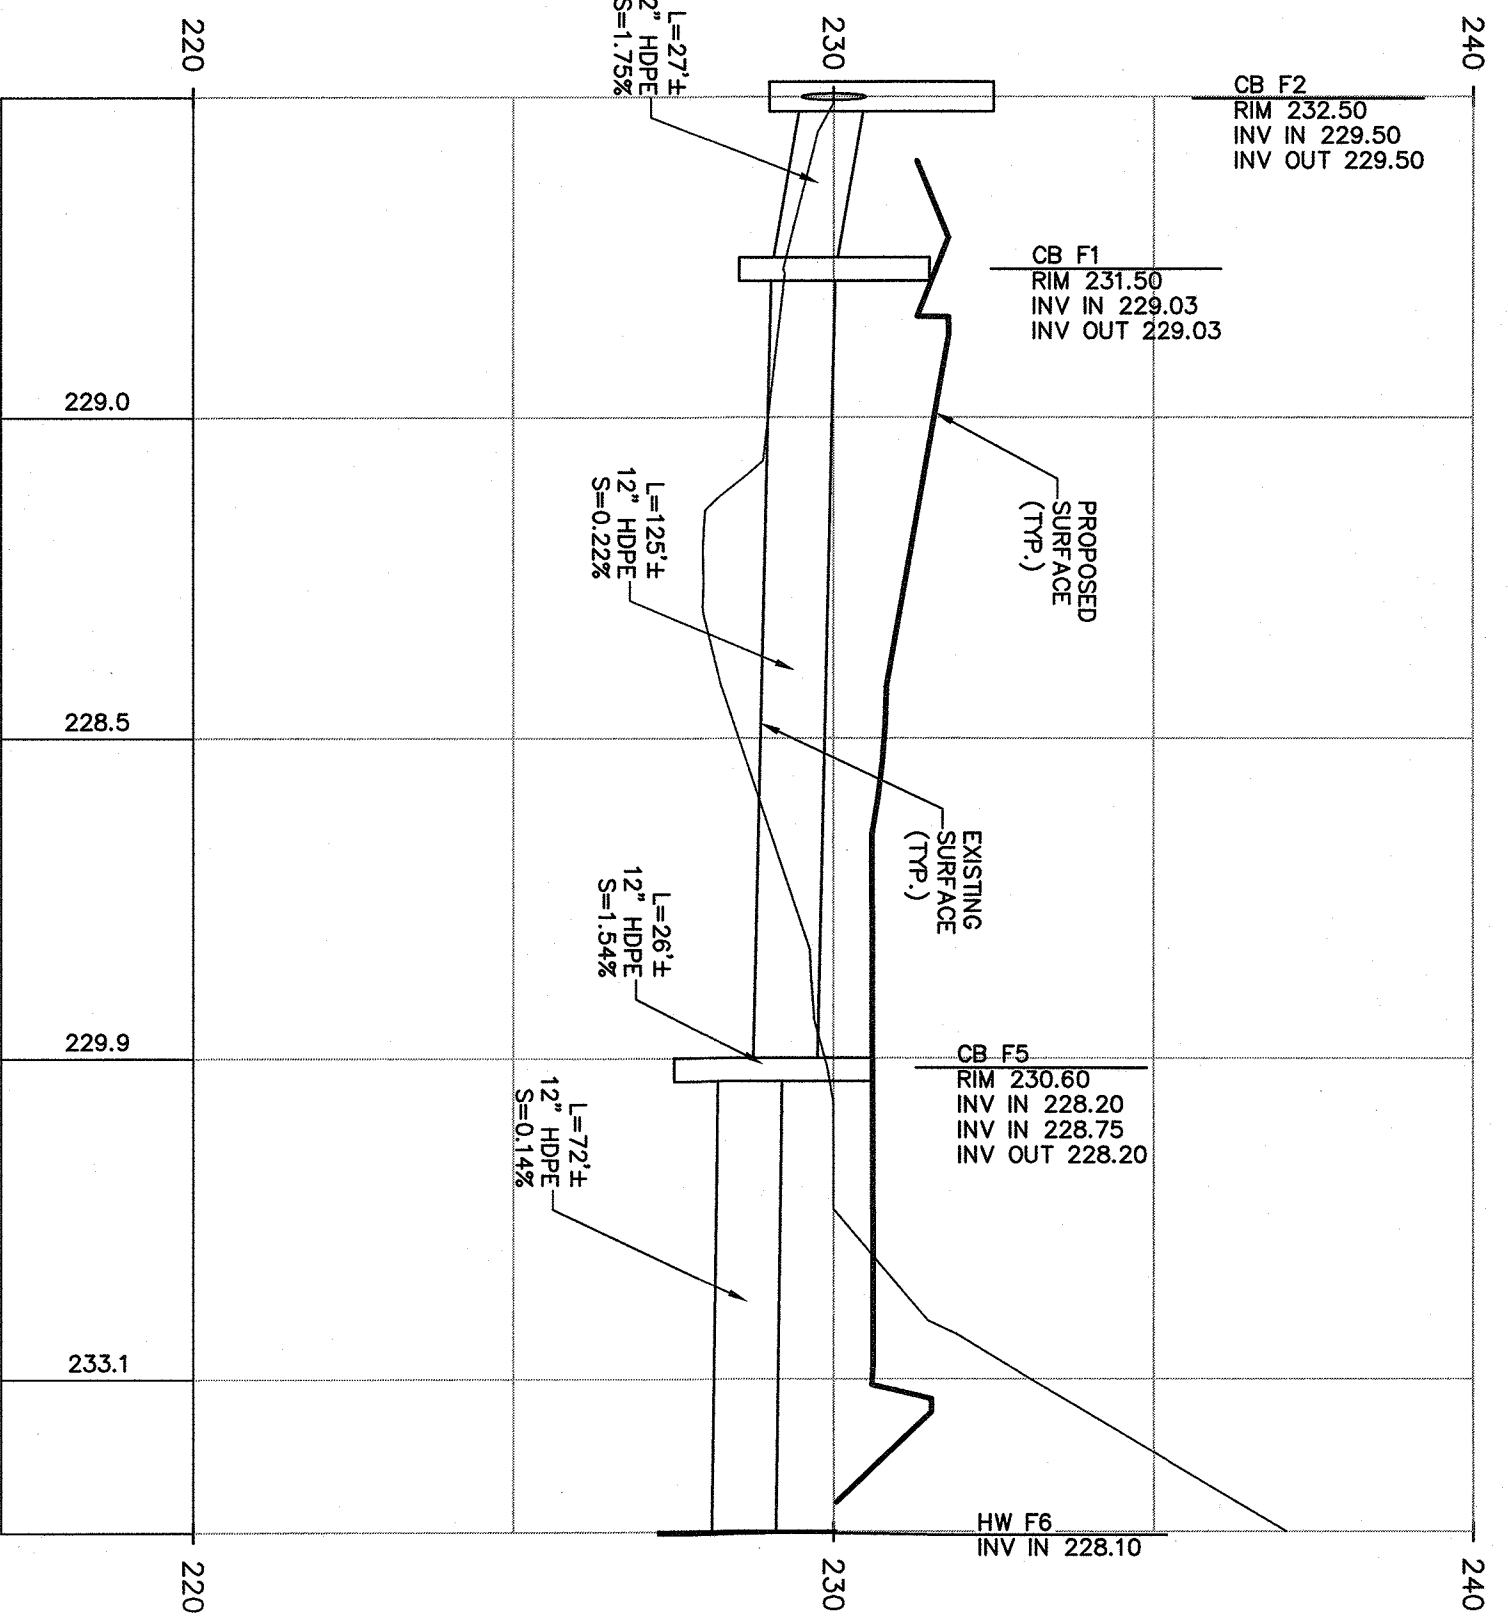 220
230
240
L=27'±
2" HDPE
S=1.75%
CB F2
RIM 232.50
INV IN 229.50
INV OUT 229.50
CB F1
RIM 231.50
INV IN 229.03
INV OUT 229.03
229.0
L=125'±
12" HDPE
S=0.22%
PROPOSED
SURFACE
(TYP.)
228.5
EXISTING
SURFACE
(TYP.)
L=26'±
12" HDPE
S=1.54%
229.9
CB F5
RIM 230.60
INV IN 228.20
INV IN 228.75
INV OUT 228.20
L=72'±
12" HDPE
S=0.14%
233.1
HW F6
INV IN 228.10
220
230
240